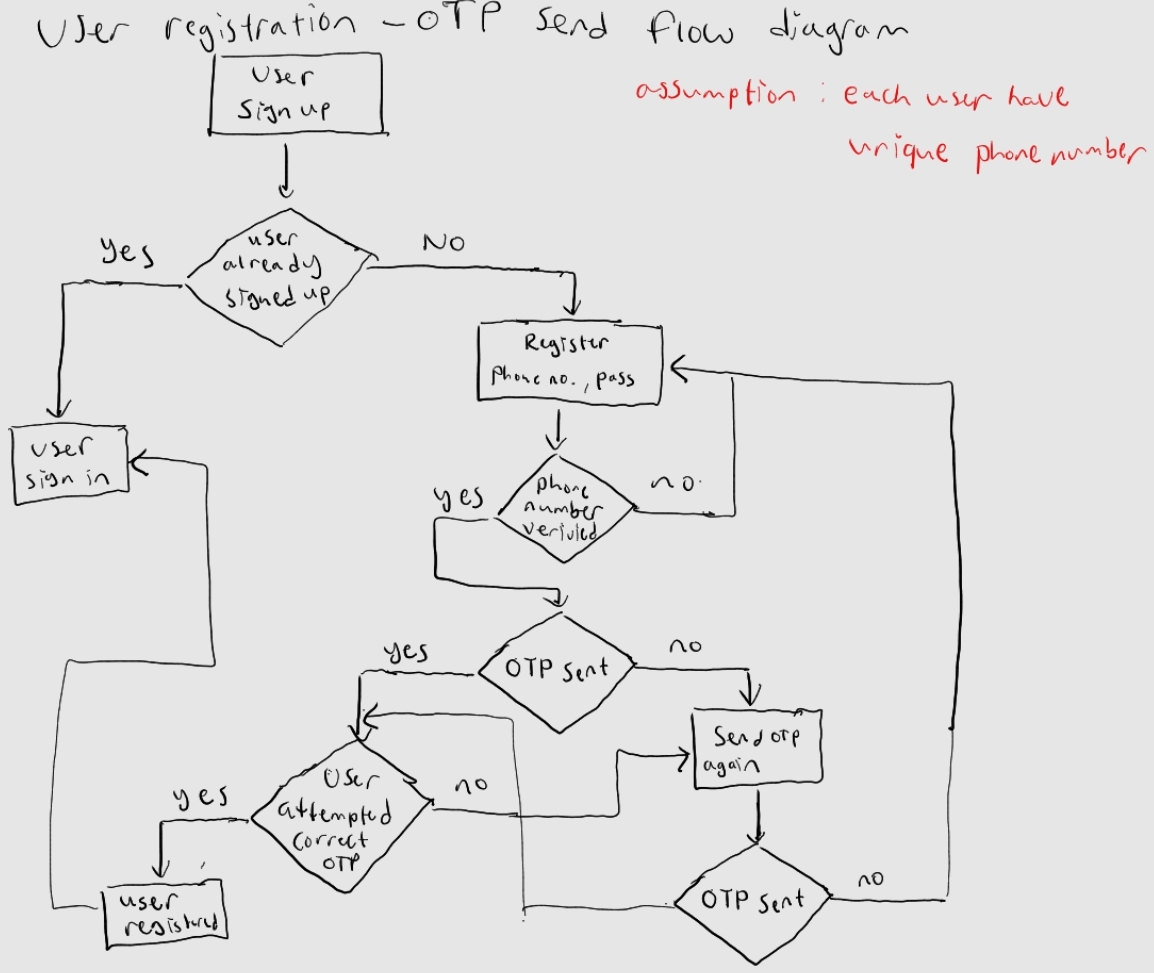 User registration - OTP send flow diagram
assumption : each user have
unique phone number
User
Sign up
user
already
signed up
Yes
NO
Register
Phone no., pass
user
sign in
phone
number
verivied
no.
yes
OTP sent
yes
no
Send otp
again
User
attempted
correct
OTP
yes
no
user
registered
OTP sent
no